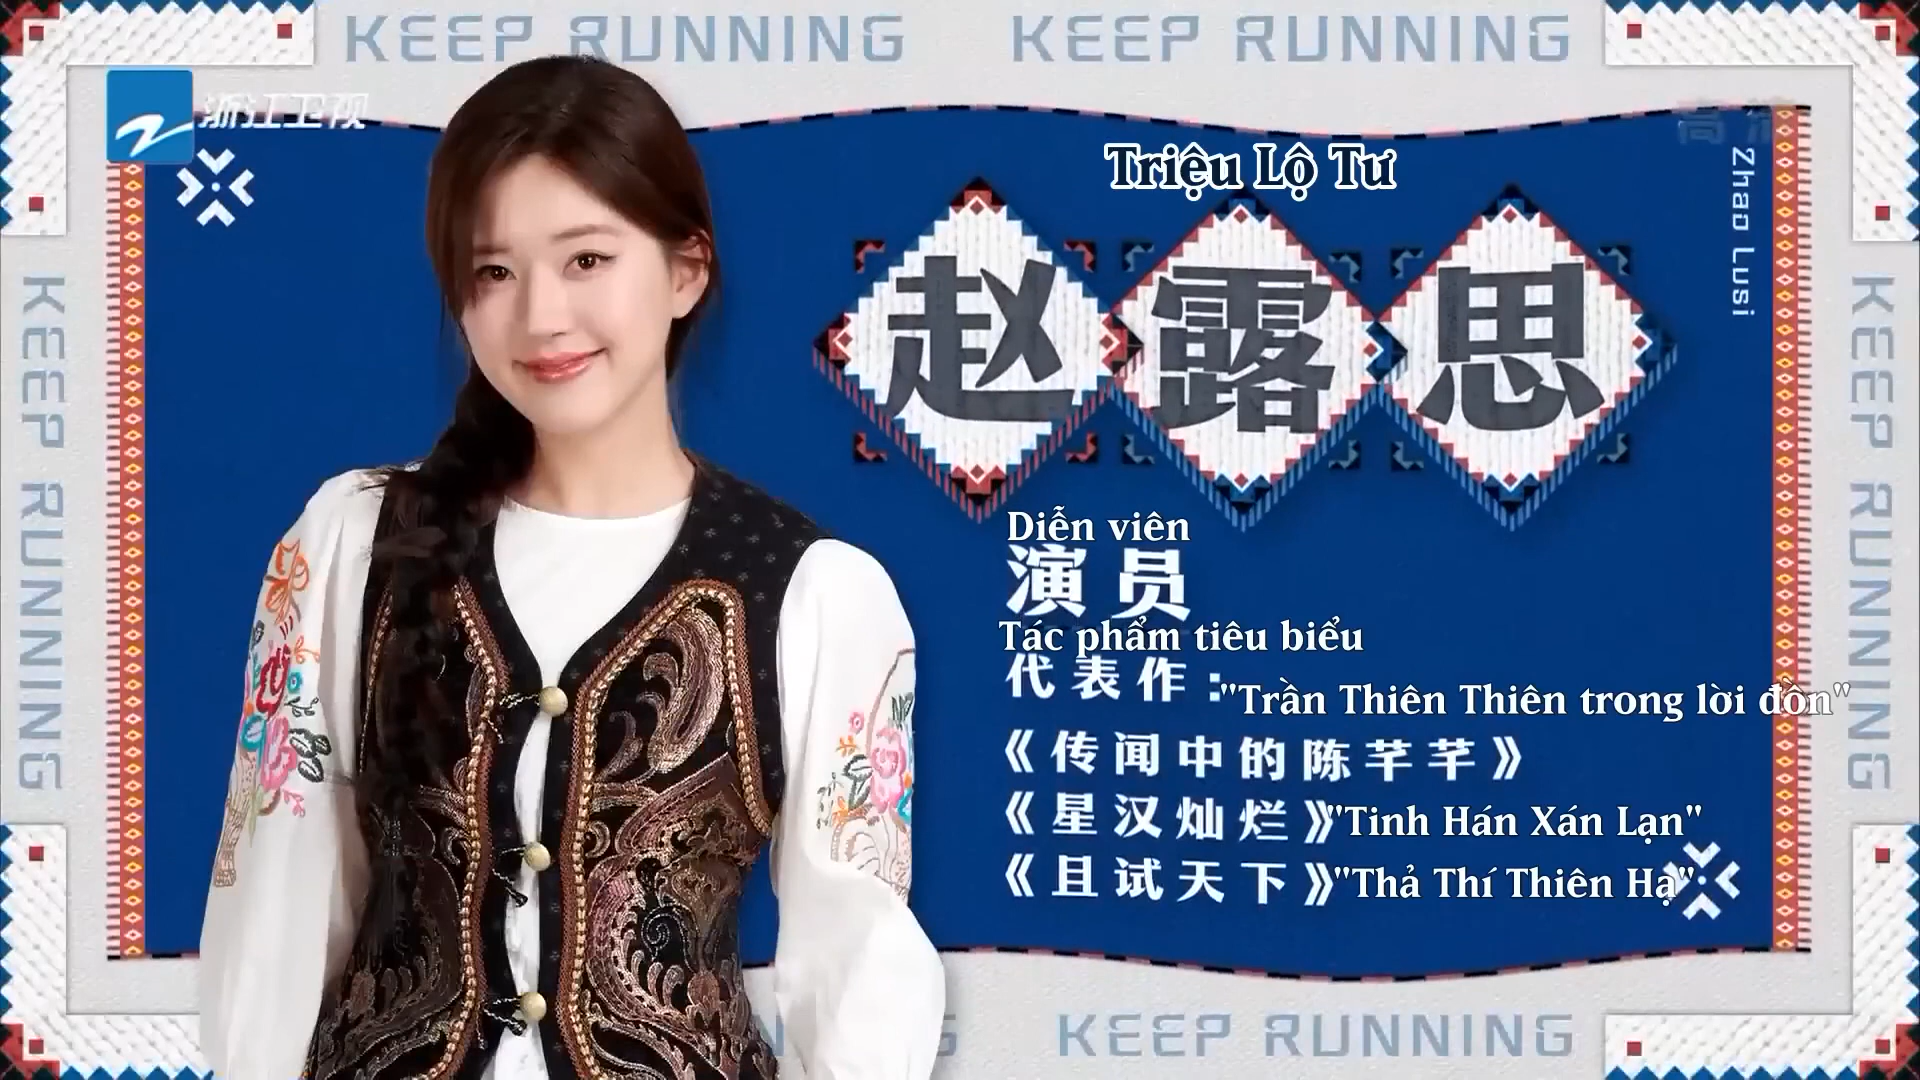 KEEP RUNNING KEEP RUNNING
浙江卫视
Triệu Lộ Tư
Zhao Lusi
赵露思
KEEP RUNNING
KEEP RUNNING
Diễn viên
演员
Tác phẩm tiêu biểu
代表作：
"Trần Thiên Thiên trong lời đồn"
《传闻中的陈芊芊》
《星汉灿烂》"Tinh Hán Xán Lạn"
《且试天下》"Thả Thí Thiên Hạ"
KEEP RUNNING